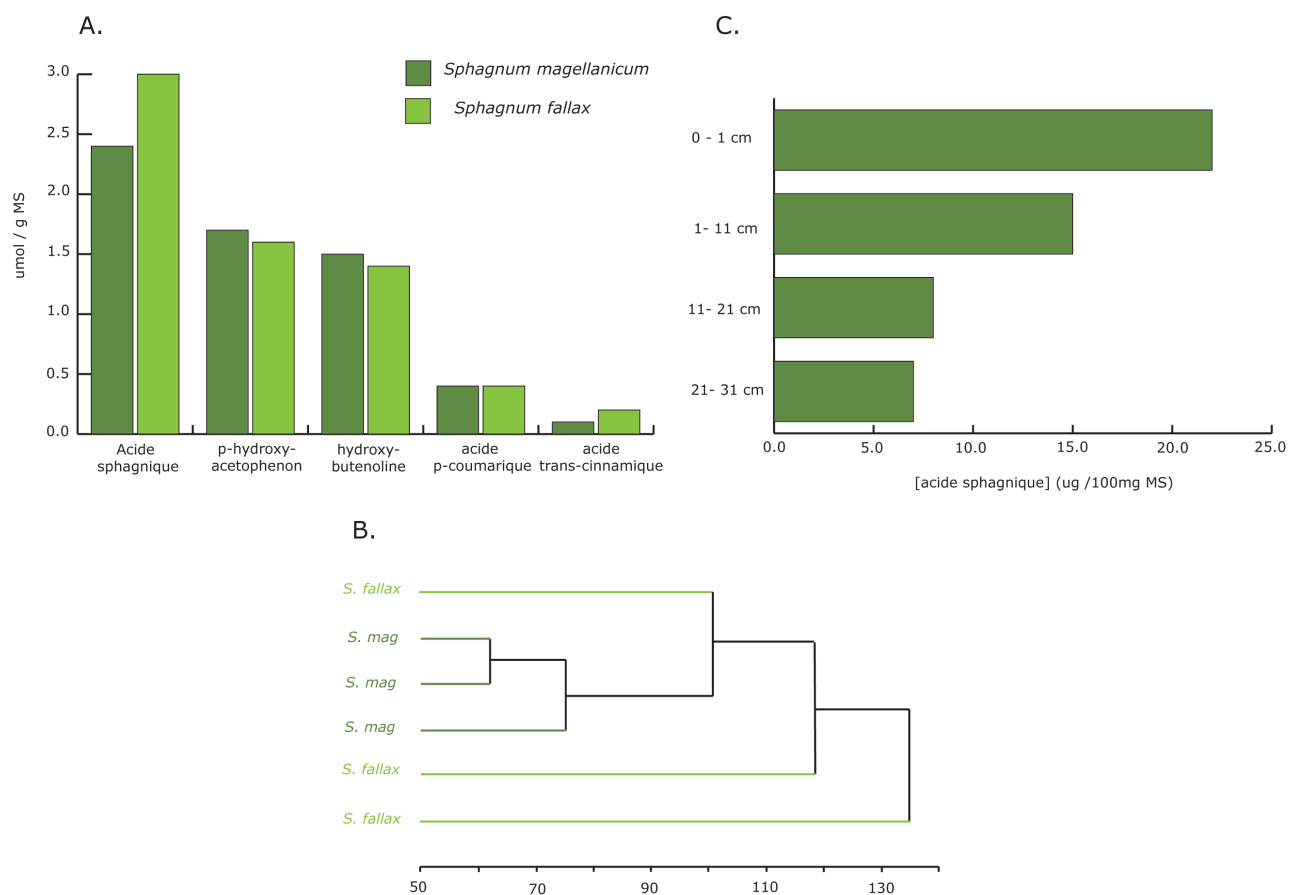 A.
3.0
2.5
2.0
1.5
1.0
0.5
0.0
umol / g MS
Sphagnum magellanicum
Sphagnum fallax
Acide
sphagnique
p-hydroxy-
acetophenon
hydroxy-
butenoline
acide
p-coumarique
acide
trans-cinnamique
C.
0 - 1 cm
1- 11 cm
11- 21 cm
21- 31 cm
0.0 5.0 10.0 15.0 20.0 25.0
[acide sphagnique] (ug /100mg MS)
B.
S. fallax
S. mag
S. mag
S. mag
S. fallax
S. fallax
50 70 90 110 130